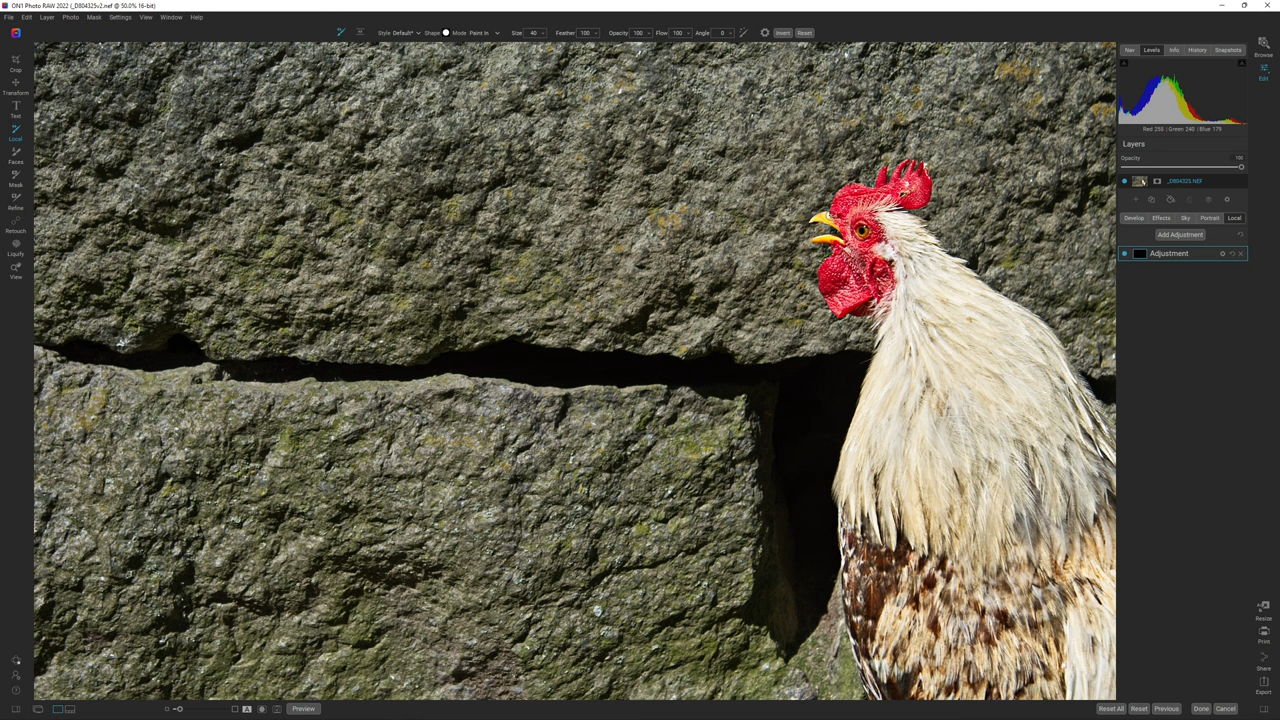 ON1 Photo RAW 2022 (_D804325v2.nef @ 50.0% 16-bit)
File Edit Layer Photo Mask Settings View Window Help
Style Default* Shape Mode Paint In Size 40 Feather 100 Opacity 100 Flow 100 Angle 0 Invert Reset
Crop
Transform
Text
Local
Faces
Mask
Refine
Retouch
Liquify
View
Nav Levels Info History Snapshots
Red 255 | Green 240 | Blue 179
Layers
Opacity 100
_D804325.NEF
Develop Effects Sky Portrait Local
Add Adjustment
Adjustment
Browse
Edit
Resize
Print
Share
Export
A Preview
Reset All Reset Previous Done Cancel